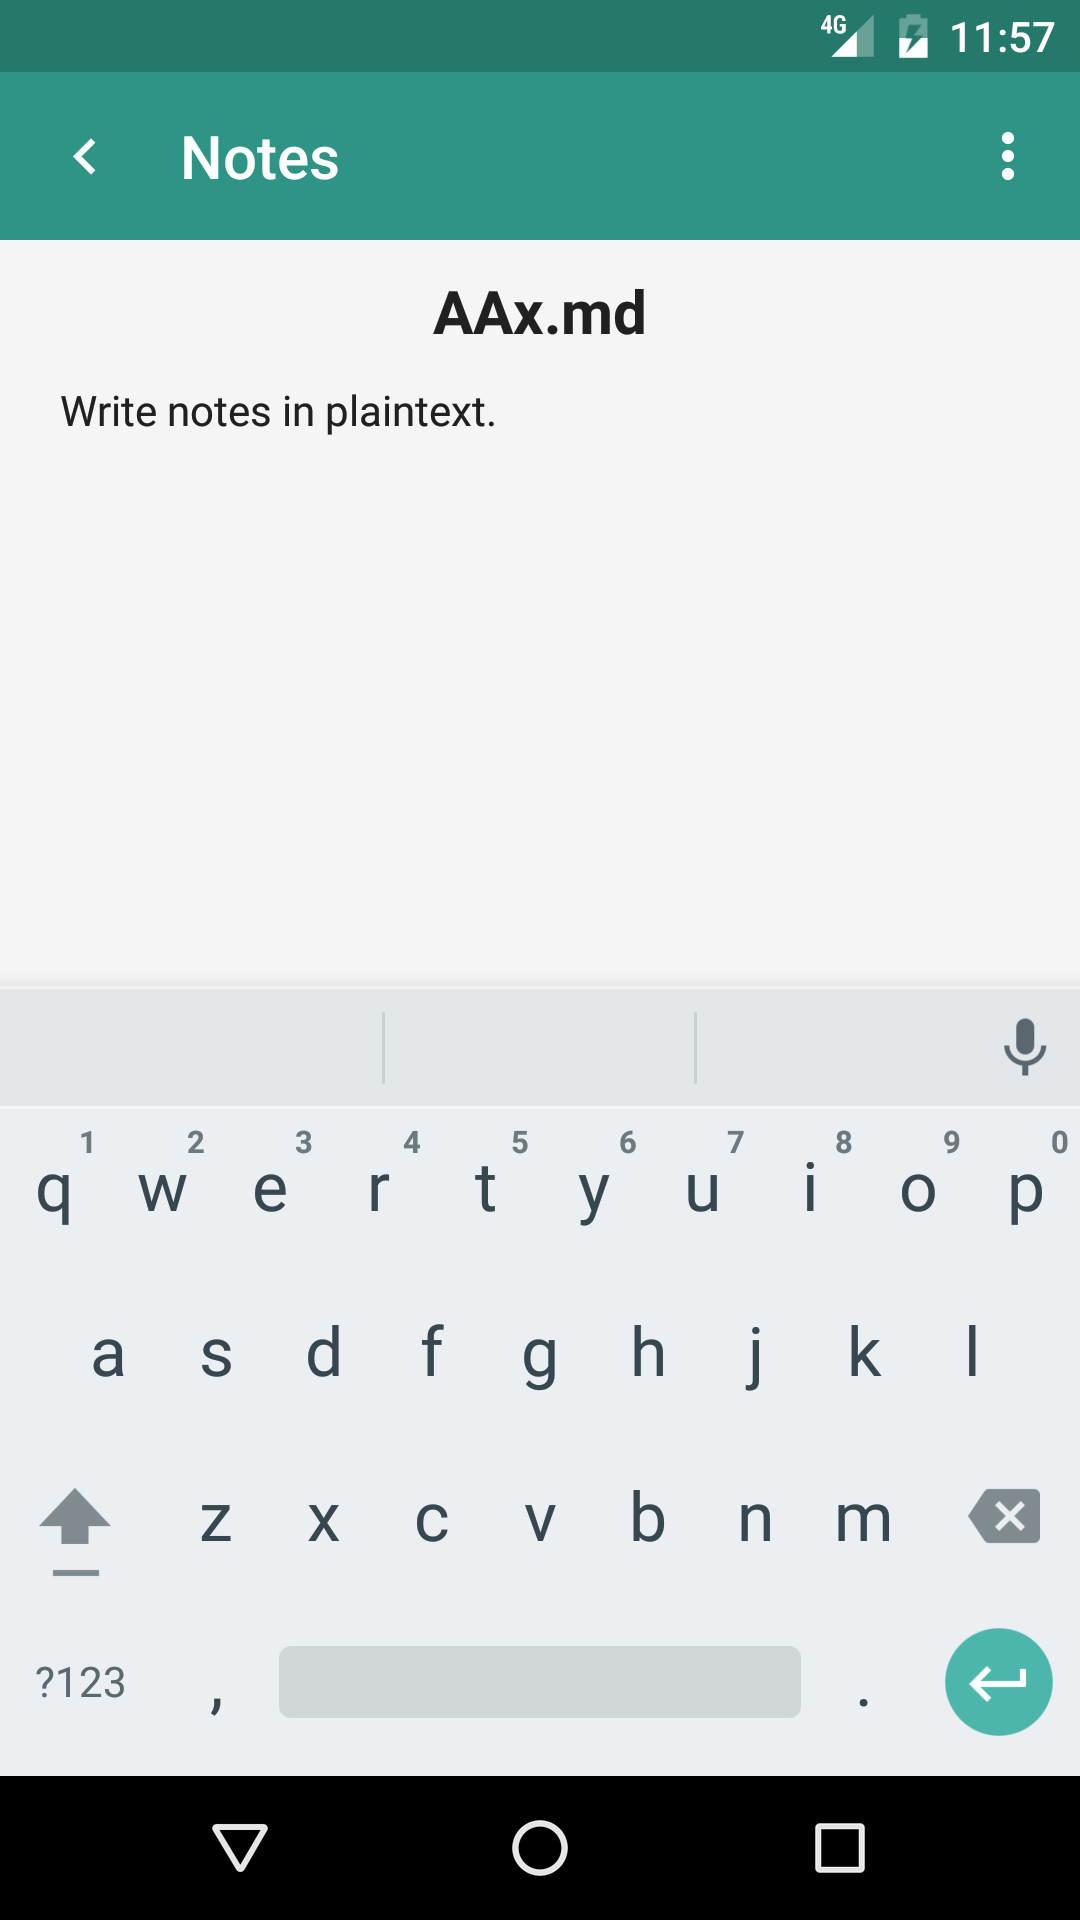 4G 11:57
Notes
AAx.md
Write notes in plaintext.
1 2 3 4 5 6 7 8 9 0
q w e r t y u i o p
a s d f g h j k l
z x c v b n m
?123 , .